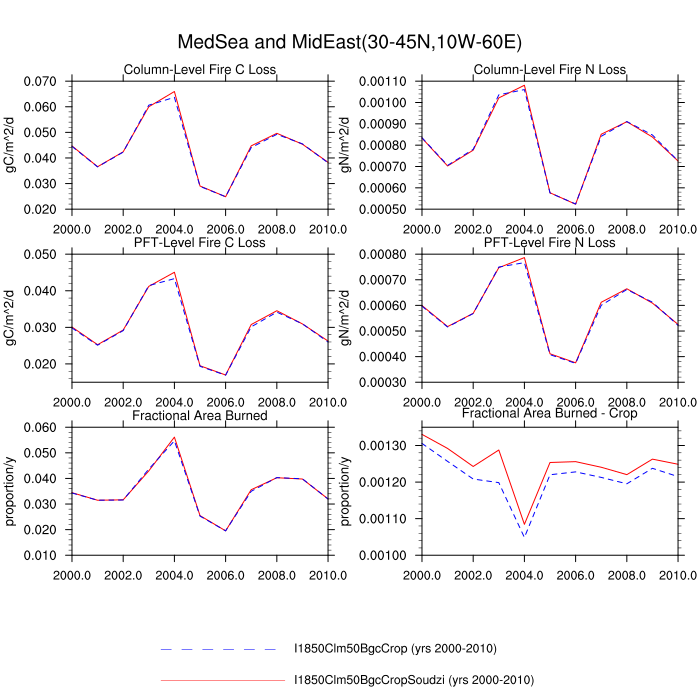 MedSea and MidEast(30-45N,10W-60E)
Column-Level Fire C Loss
gC/m^2/d
0.070
0.060
0.050
0.040
0.030
0.020
2000.0 2002.0 2004.0 2006.0 2008.0 2010.0
Column-Level Fire N Loss
gN/m^2/d
0.00110
0.00100
0.00090
0.00080
0.00070
0.00060
0.00050
2000.0 2002.0 2004.0 2006.0 2008.0 2010.0
PFT-Level Fire C Loss
gC/m^2/d
0.050
0.040
0.030
0.020
2000.0 2002.0 2004.0 2006.0 2008.0 2010.0
PFT-Level Fire N Loss
gN/m^2/d
0.00080
0.00070
0.00060
0.00050
0.00040
0.00030
2000.0 2002.0 2004.0 2006.0 2008.0 2010.0
Fractional Area Burned
proportion/y
0.060
0.050
0.040
0.030
0.020
0.010
2000.0 2002.0 2004.0 2006.0 2008.0 2010.0
Fractional Area Burned - Crop
proportion/y
0.00130
0.00120
0.00110
0.00100
2000.0 2002.0 2004.0 2006.0 2008.0 2010.0
I1850Clm50BgcCrop (yrs 2000-2010)
I1850Clm50BgcCropSoudzi (yrs 2000-2010)